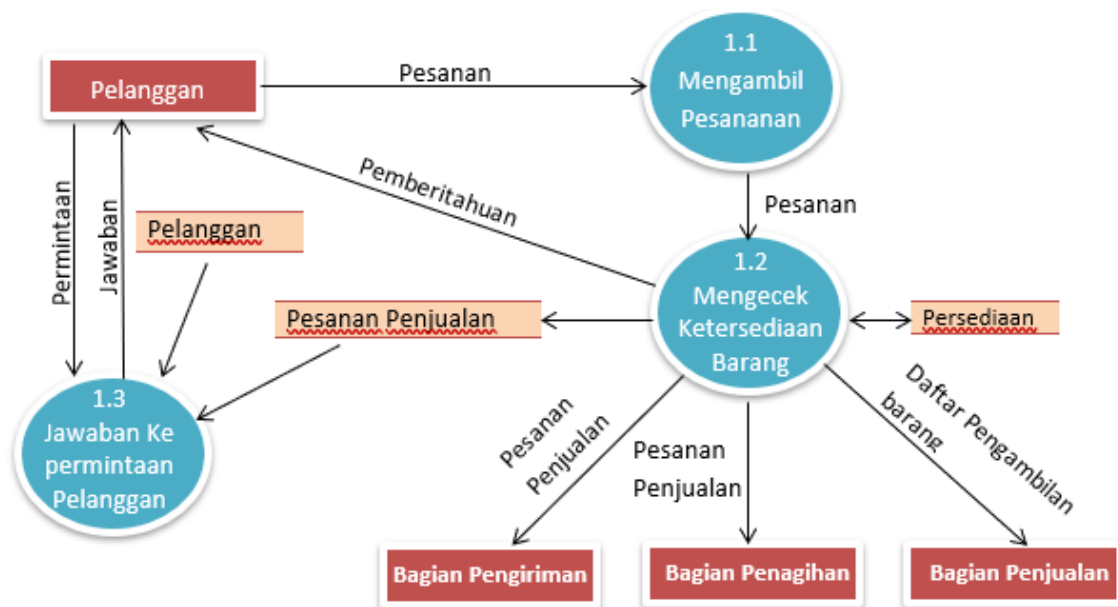 1.1
Mengambil
Pesananan
Pesanan
Pelanggan
Pemberitahuan
Pesanan
Permintaan
Jawaban
Pelanggan
1.2
Mengecek
Ketersediaan
Barang
Pesanan Penjualan
Persediaan
1.3
Jawaban Ke
permintaan
Pelanggan
Pesanan
Penjualan
Pesanan
Penjualan
Daftar Pengambilan
barang
Bagian Pengiriman
Bagian Penagihan
Bagian Penjualan